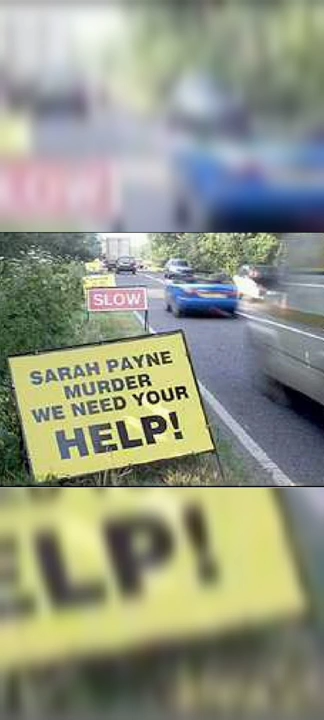 SLOW
SARAH PAYNE
MURDER
WE NEED YOUR
HELP!